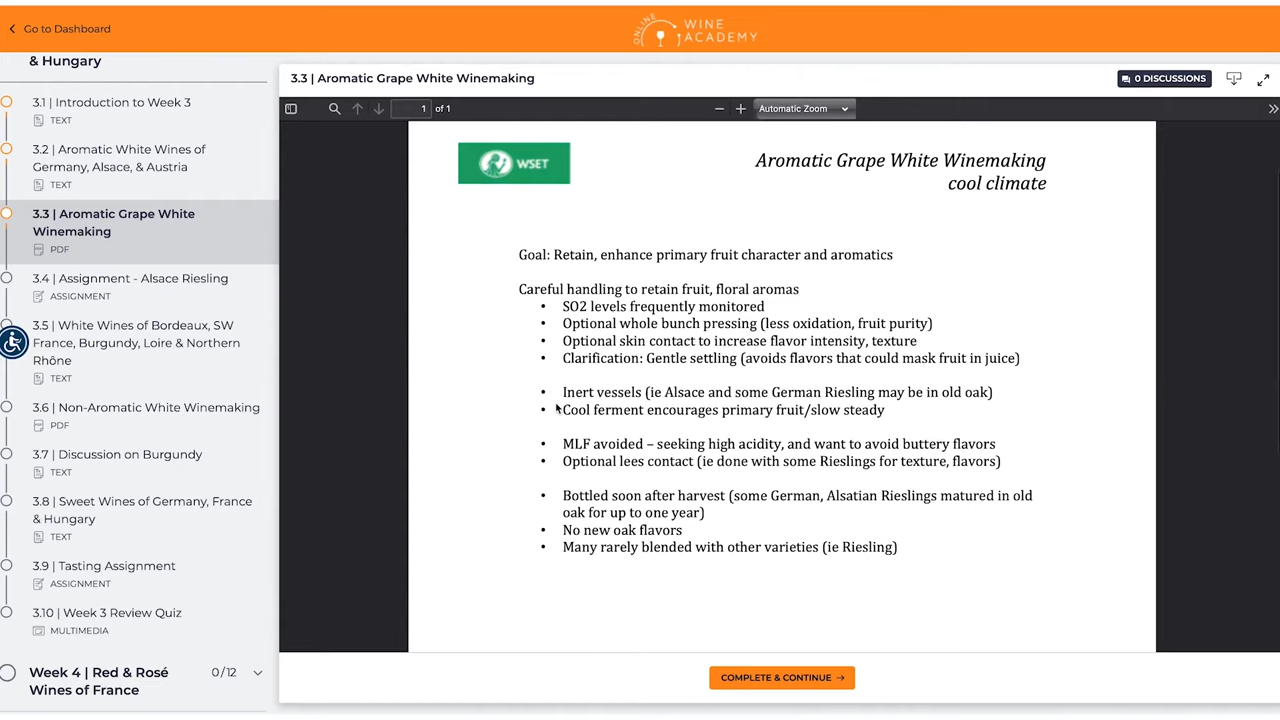 Go to Dashboard
ONLINE WINE ACADEMY
& Hungary
3.1 | Introduction to Week 3
TEXT
3.2 | Aromatic White Wines of
Germany, Alsace, & Austria
TEXT
3.3 | Aromatic Grape White
Winemaking
PDF
3.4 | Assignment - Alsace Riesling
ASSIGNMENT
3.5 | White Wines of Bordeaux, SW
France, Burgundy, Loire & Northern
Rhône
TEXT
3.6 | Non-Aromatic White Winemaking
PDF
3.7 | Discussion on Burgundy
TEXT
3.8 | Sweet Wines of Germany, France
& Hungary
TEXT
3.9 | Tasting Assignment
ASSIGNMENT
3.10 | Week 3 Review Quiz
MULTIMEDIA
Week 4 | Red & Rosé 0/12
Wines of France
3.3 | Aromatic Grape White Winemaking
0 DISCUSSIONS
1 of 1
Automatic Zoom
WSET
Aromatic Grape White Winemaking
cool climate
Goal: Retain, enhance primary fruit character and aromatics
Careful handling to retain fruit, floral aromas
• SO2 levels frequently monitored
• Optional whole bunch pressing (less oxidation, fruit purity)
• Optional skin contact to increase flavor intensity, texture
• Clarification: Gentle settling (avoids flavors that could mask fruit in juice)
• Inert vessels (ie Alsace and some German Riesling may be in old oak)
• Cool ferment encourages primary fruit/slow steady
• MLF avoided – seeking high acidity, and want to avoid buttery flavors
• Optional lees contact (ie done with some Rieslings for texture, flavors)
• Bottled soon after harvest (some German, Alsatian Rieslings matured in old
oak for up to one year)
• No new oak flavors
• Many rarely blended with other varieties (ie Riesling)
COMPLETE & CONTINUE →